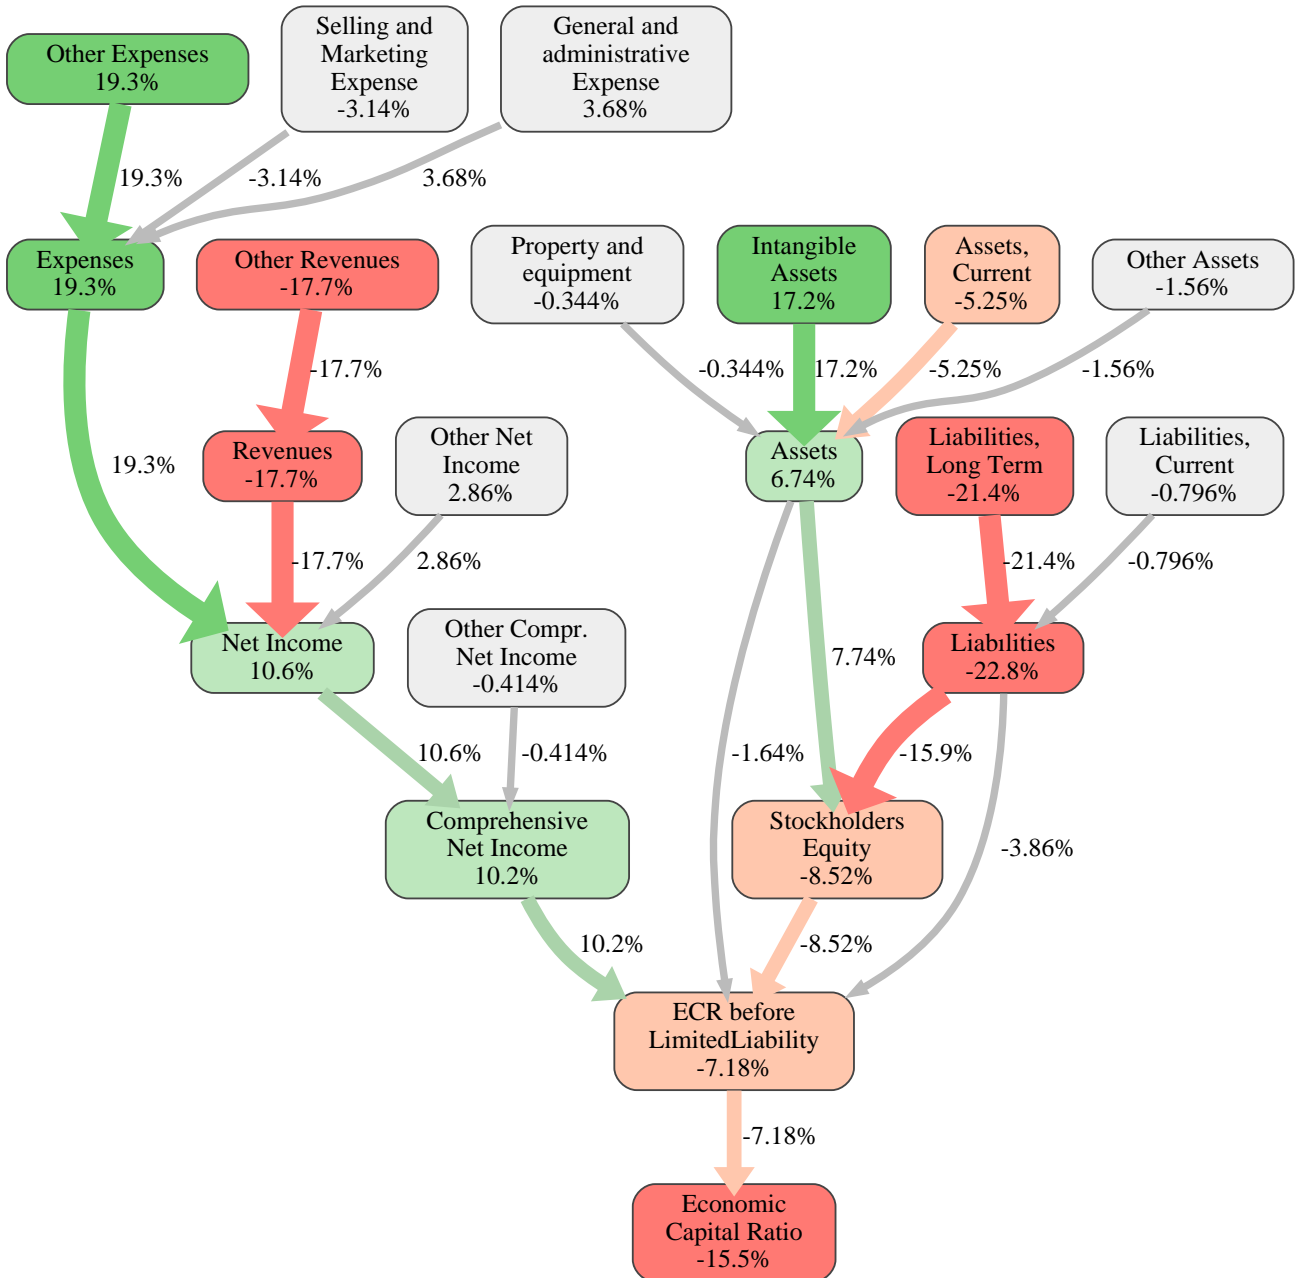 Other Expenses
19.3%
Selling and
Marketing
Expense
-3.14%
General and
administrative
Expense
3.68%
19.3%
-3.14%
3.68%
Expenses
19.3%
Other Revenues
-17.7%
Property and
equipment
-0.344%
Intangible
Assets
17.2%
Assets,
Current
-5.25%
Other Assets
-1.56%
-17.7%
-0.344%
17.2%
-5.25%
-1.56%
19.3%
Revenues
-17.7%
Other Net
Income
2.86%
Assets
6.74%
Liabilities,
Long Term
-21.4%
Liabilities,
Current
-0.796%
-17.7%
2.86%
-21.4%
-0.796%
Net Income
10.6%
Other Compr.
Net Income
-0.414%
7.74%
Liabilities
-22.8%
10.6%
-0.414%
-1.64%
-15.9%
Comprehensive
Net Income
10.2%
Stockholders
Equity
-8.52%
-3.86%
10.2%
-8.52%
ECR before
LimitedLiability
-7.18%
-7.18%
Economic
Capital Ratio
-15.5%